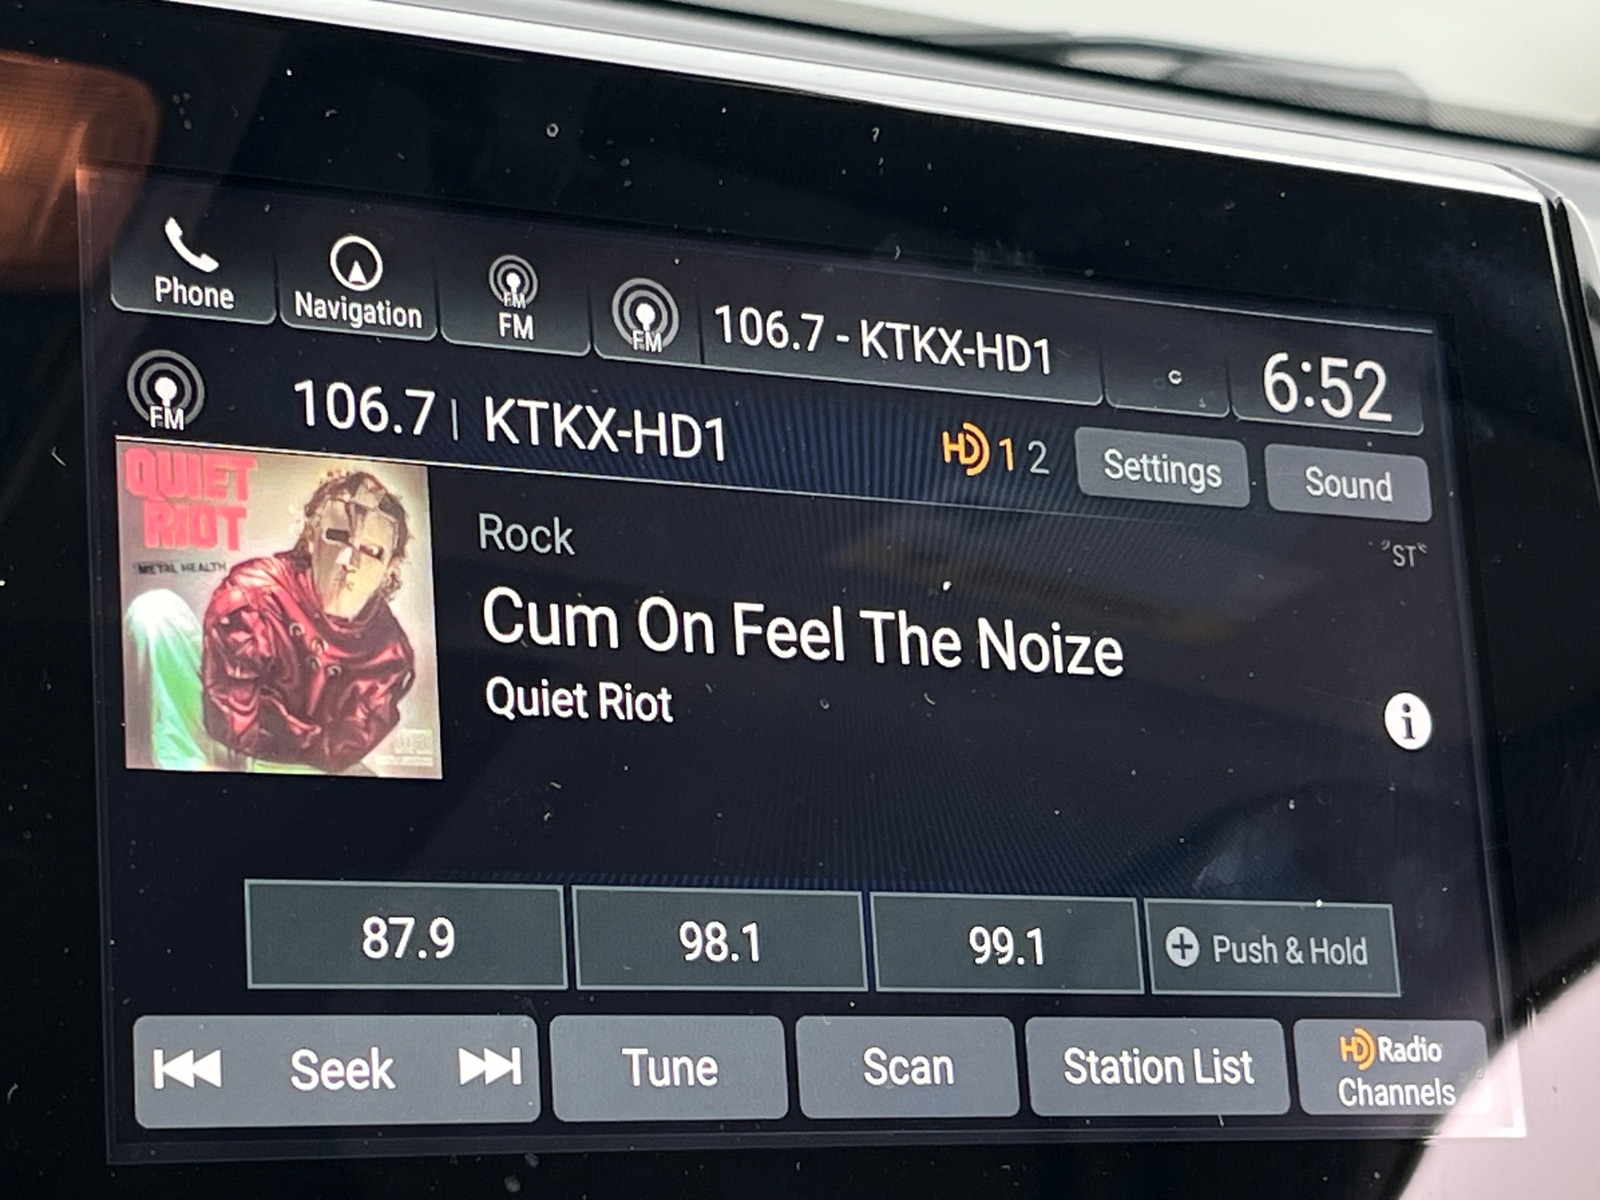 Phone
Navigation
FM
FM
FM
106.7 - KTKX-HD1
6:52
FM
106.7 | KTKX-HD1
HD 1 2
Settings
Sound
QUIET
RIOT
METAL HEALTH
Rock
ST
Cum On Feel The Noize
Quiet Riot
i
87.9
98.1
99.1
+ Push & Hold
Seek
Tune
Scan
Station List
HD Radio
Channels